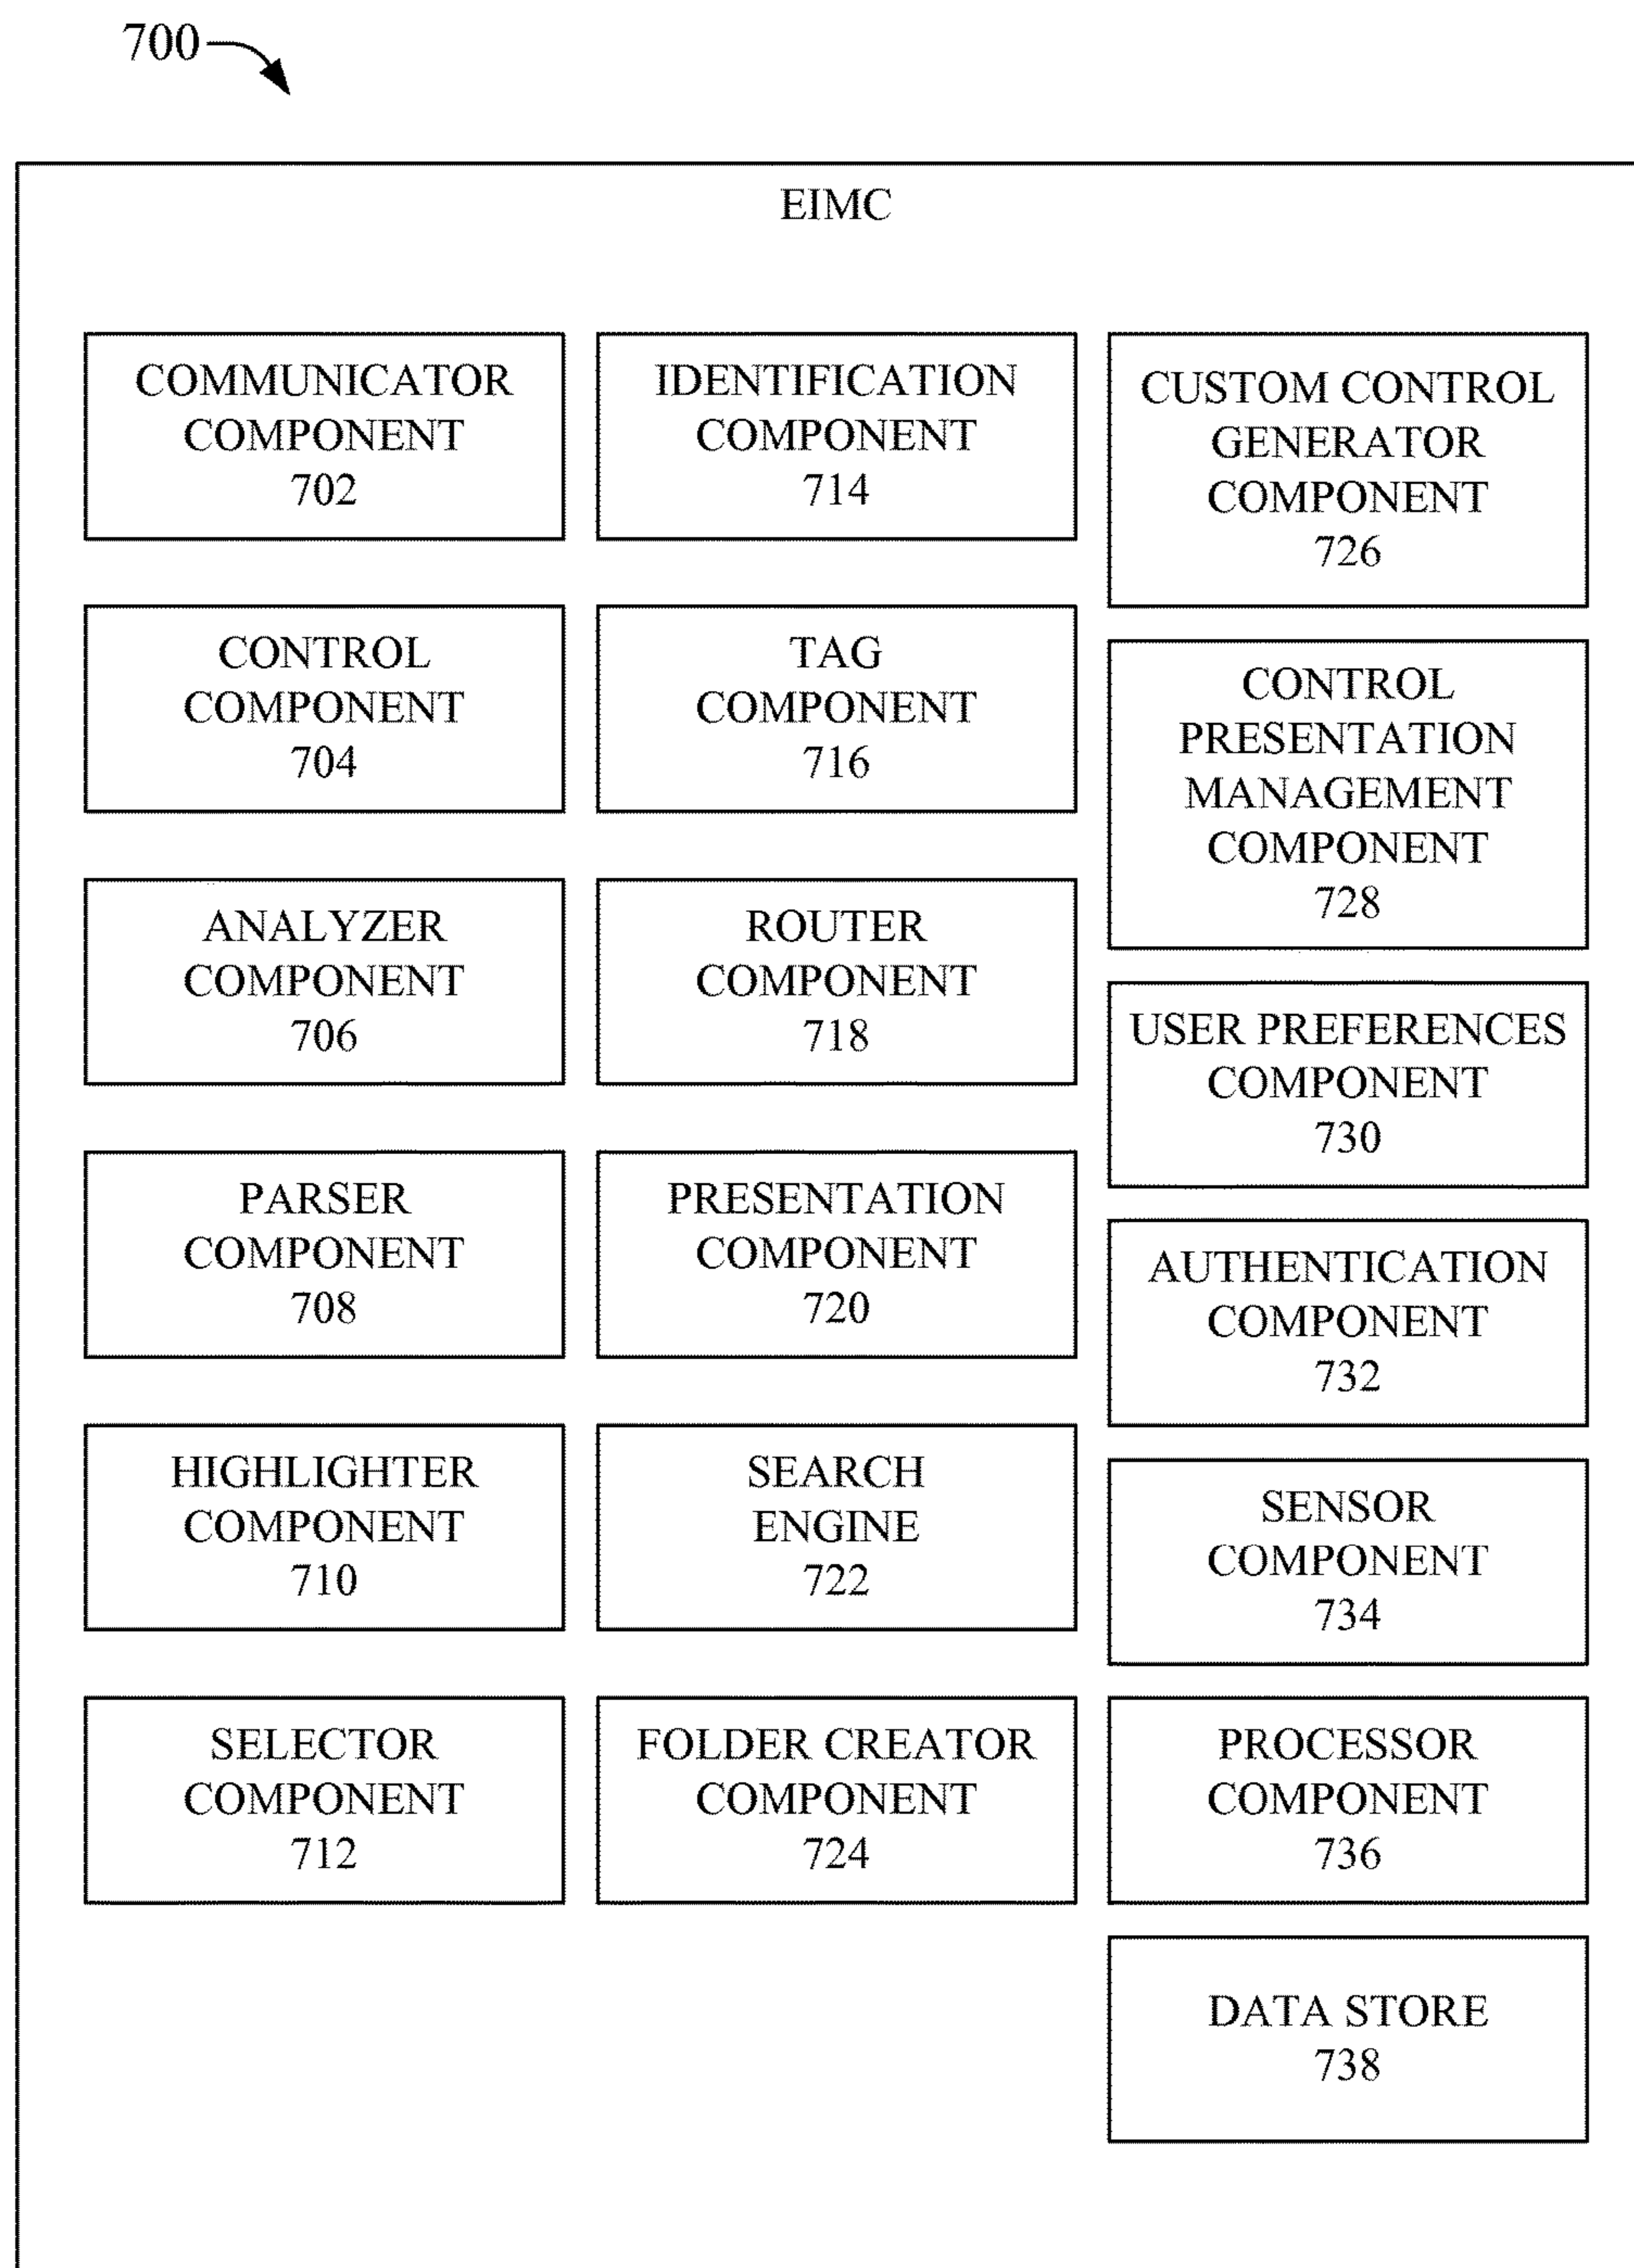 700
EIMC
COMMUNICATOR
COMPONENT
702
CONTROL
COMPONENT
704
ANALYZER
COMPONENT
706
PARSER
COMPONENT
708
HIGHLIGHTER
COMPONENT
710
SELECTOR
COMPONENT
712
IDENTIFICATION
COMPONENT
714
TAG
COMPONENT
716
ROUTER
COMPONENT
718
PRESENTATION
COMPONENT
720
SEARCH
ENGINE
722
FOLDER CREATOR
COMPONENT
724
CUSTOM CONTROL
GENERATOR
COMPONENT
726
CONTROL
PRESENTATION
MANAGEMENT
COMPONENT
728
USER PREFERENCES
COMPONENT
730
AUTHENTICATION
COMPONENT
732
SENSOR
COMPONENT
734
PROCESSOR
COMPONENT
736
DATA STORE
738